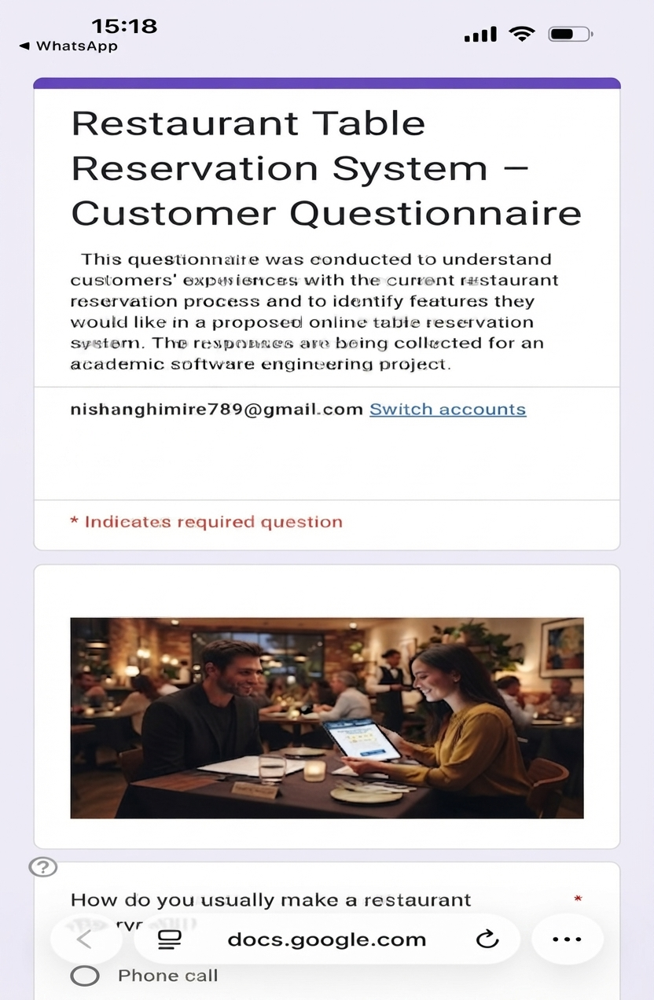 15:18
◀ WhatsApp
Restaurant Table
Reservation System –
Customer Questionnaire
This questionnaire was conducted to understand
customers' experiences with the current restaurant
reservation process and to identify features they
would like in a proposed online table reservation
system. The responses are being collected for an
academic software engineering project.
nishanghimire789@gmail.com Switch accounts
* Indicates required question
?
How do you usually make a restaurant *
docs.google.com
Phone call